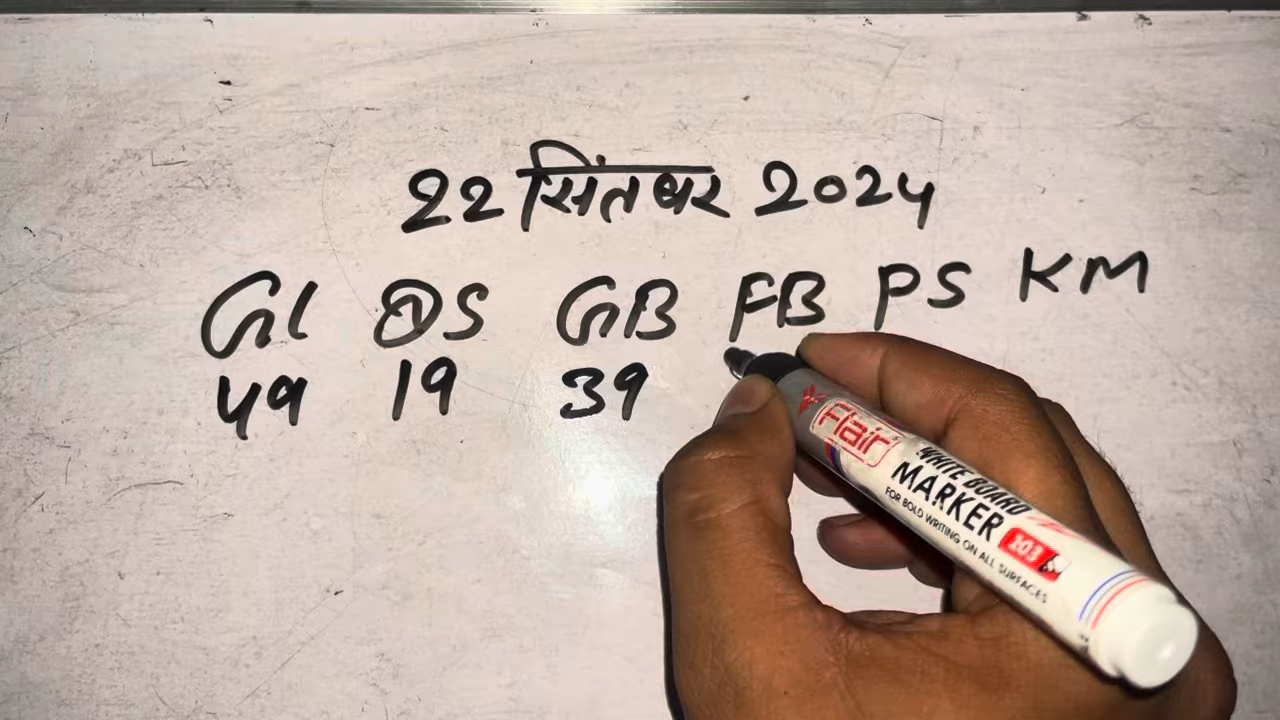 22 सितंबर 2024
GL DS GB FB PS KM
49 19 39
Flair
WHITE BOARD
MARKER
FOR BOLD WRITING ON ALL SURFACES
203